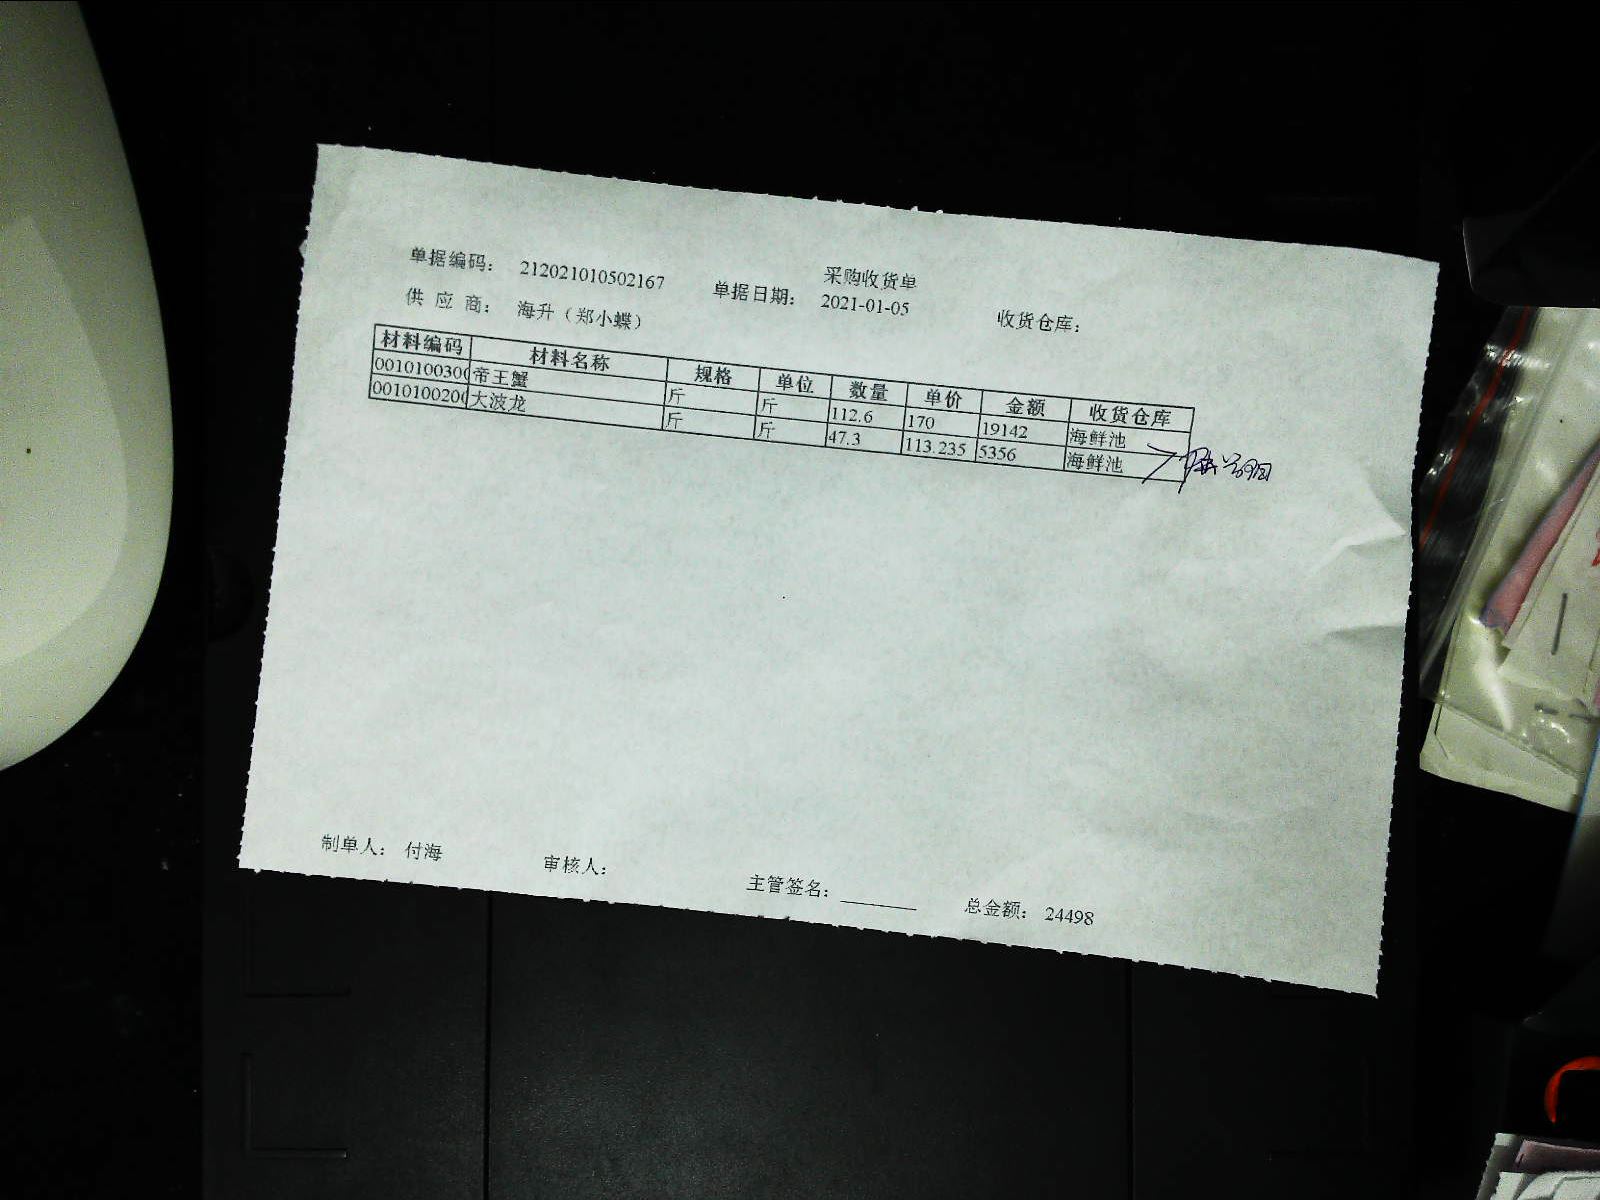 采购收货单
单据编码： 212021010502167 单据日期： 2021-01-05 收货仓库：
供 应 商： 海升（郑小蝶）
材料编码 材料名称 规格 单位 数量 单价 金额 收货仓库
0010100300 帝王蟹 斤 斤 112.6 170 19142 海鲜池
0010100200 大波龙 斤 斤 47.3 113.235 5356 海鲜池
制单人： 付海 审核人： 主管签名： 总金额： 24498